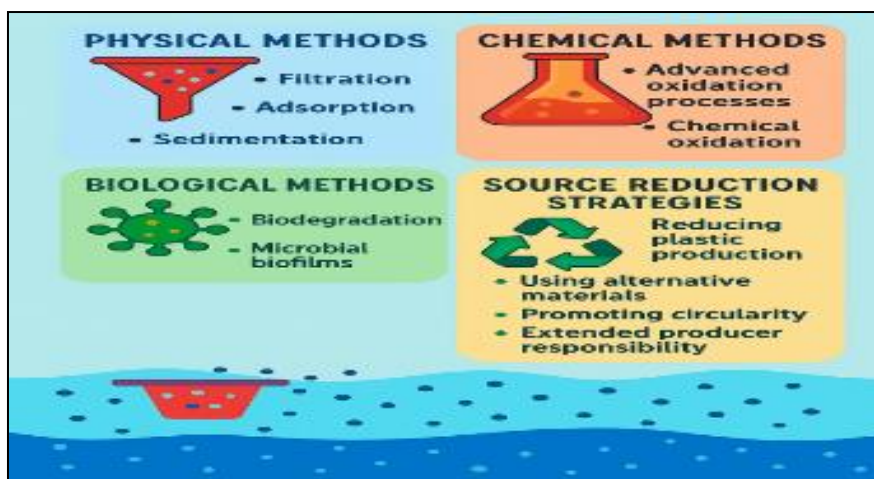 PHYSICAL METHODS
• Filtration
• Adsorption
• Sedimentation
CHEMICAL METHODS
• Advanced
oxidation
processes
• Chemical
oxidation
BIOLOGICAL METHODS
• Biodegradation
• Microbial
biofilms
SOURCE REDUCTION
STRATEGIES
Reducing
plastic
production
• Using alternative
materials
• Promoting circularity
• Extended producer
responsibility